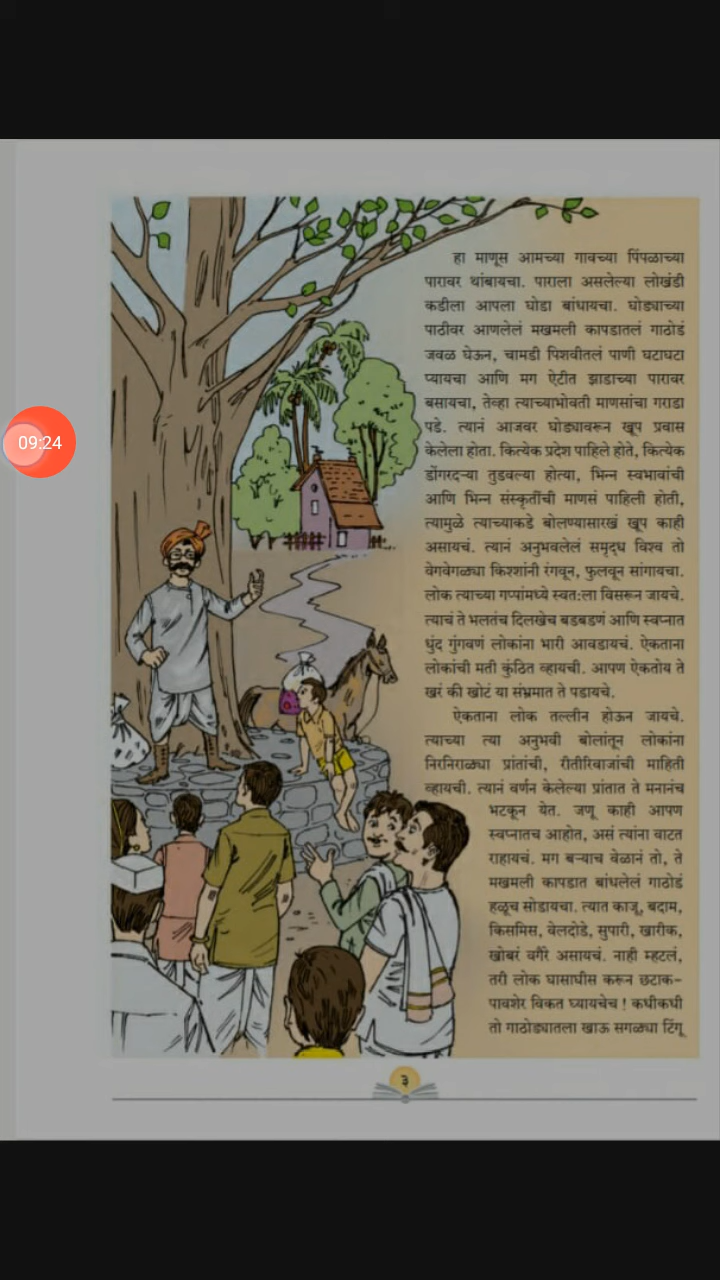 09:24
हा माणूस आमच्या गावच्या पिंपळाच्या
पारावर थांबायचा. पाराला असलेल्या लोखंडी
कडीला आपला घोडा बांधायचा. घोड्याच्या
पाठीवर आणलेलं मखमली कापडातलं गाठोडं
जवळ घेऊन, चामडी पिशवीतलं पाणी घटाघटा
प्यायचा आणि मग ऐटीत झाडाच्या पारावर
बसायचा, तेव्हा त्याच्याभोवती माणसांचा गराडा
पडे. त्यानं आजवर घोड्यावरून खूप प्रवास
केलेला होता. कित्येक प्रदेश पाहिले होते, कित्येक
डोंगरदऱ्या तुडवल्या होत्या, भिन्न स्वभावांची
आणि भिन्न संस्कृतींची माणसं पाहिली होती,
त्यामुळे त्याच्याकडे बोलण्यासारखं खूप काही
असायचं. त्यानं अनुभवलेलं समृद्ध विश्व तो
वेगवेगळ्या किश्शांनी रंगवून, फुलवून सांगायचा.
लोक त्याच्या गप्पांमध्ये स्वत:ला विसरून जायचे.
त्याचं ते भलतंच दिलखेच बडबडणं आणि स्वप्नात
धुंद गुंगवणं लोकांना भारी आवडायचं. ऐकताना
लोकांची मती कुंठित व्हायची. आपण ऐकतोय ते
खरं की खोटं या संभ्रमात ते पडायचे.
ऐकताना लोक तल्लीन होऊन जायचे.
त्याच्या त्या अनुभवी बोलांतून लोकांना
निरनिराळ्या प्रांतांची, रीतीरिवाजांची माहिती
व्हायची. त्यानं वर्णन केलेल्या प्रांतात ते मनानंच
भटकून येत. जणू काही आपण
स्वप्नातच आहोत, असं त्यांना वाटत
राहायचं. मग बऱ्याच वेळानं तो, ते
मखमली कापडात बांधलेलं गाठोडं
हळूच सोडायचा. त्यात काजू, बदाम,
किसमिस, वेलदोडे, सुपारी, खारीक,
खोबरं वगैरे असायचं. नाही म्हटलं,
तरी लोक घासाघीस करून छटाक-
पावशेर विकत घ्यायचेच ! कधीकधी
तो गाठोड्यातला खाऊ सगळ्या टिंगू
३